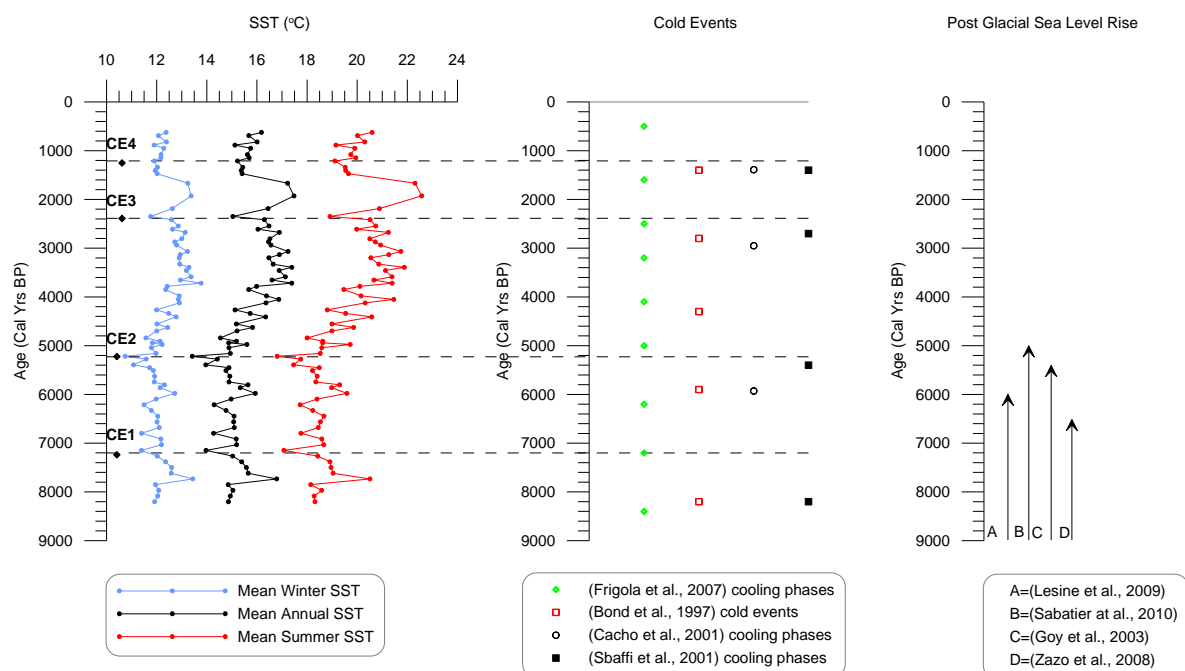 SST (°C)
10 12 14 16 18 20 22 24
Age (Cal Yrs BP)
0
1000
2000
3000
4000
5000
6000
7000
8000
9000
CE4
CE3
CE2
CE1
Mean Winter SST
Mean Annual SST
Mean Summer SST
Cold Events
Age (Cal Yrs BP)
0
1000
2000
3000
4000
5000
6000
7000
8000
9000
(Frigola et al., 2007) cooling phases
(Bond et al., 1997) cold events
(Cacho et al., 2001) cooling phases
(Sbaffi et al., 2001) cooling phases
Post Glacial Sea Level Rise
Age (Cal Yrs BP)
0
1000
2000
3000
4000
5000
6000
7000
8000
9000
A B C D
A=(Lesine et al., 2009)
B=(Sabatier at al., 2010)
C=(Goy et al., 2003)
D=(Zazo et al., 2008)